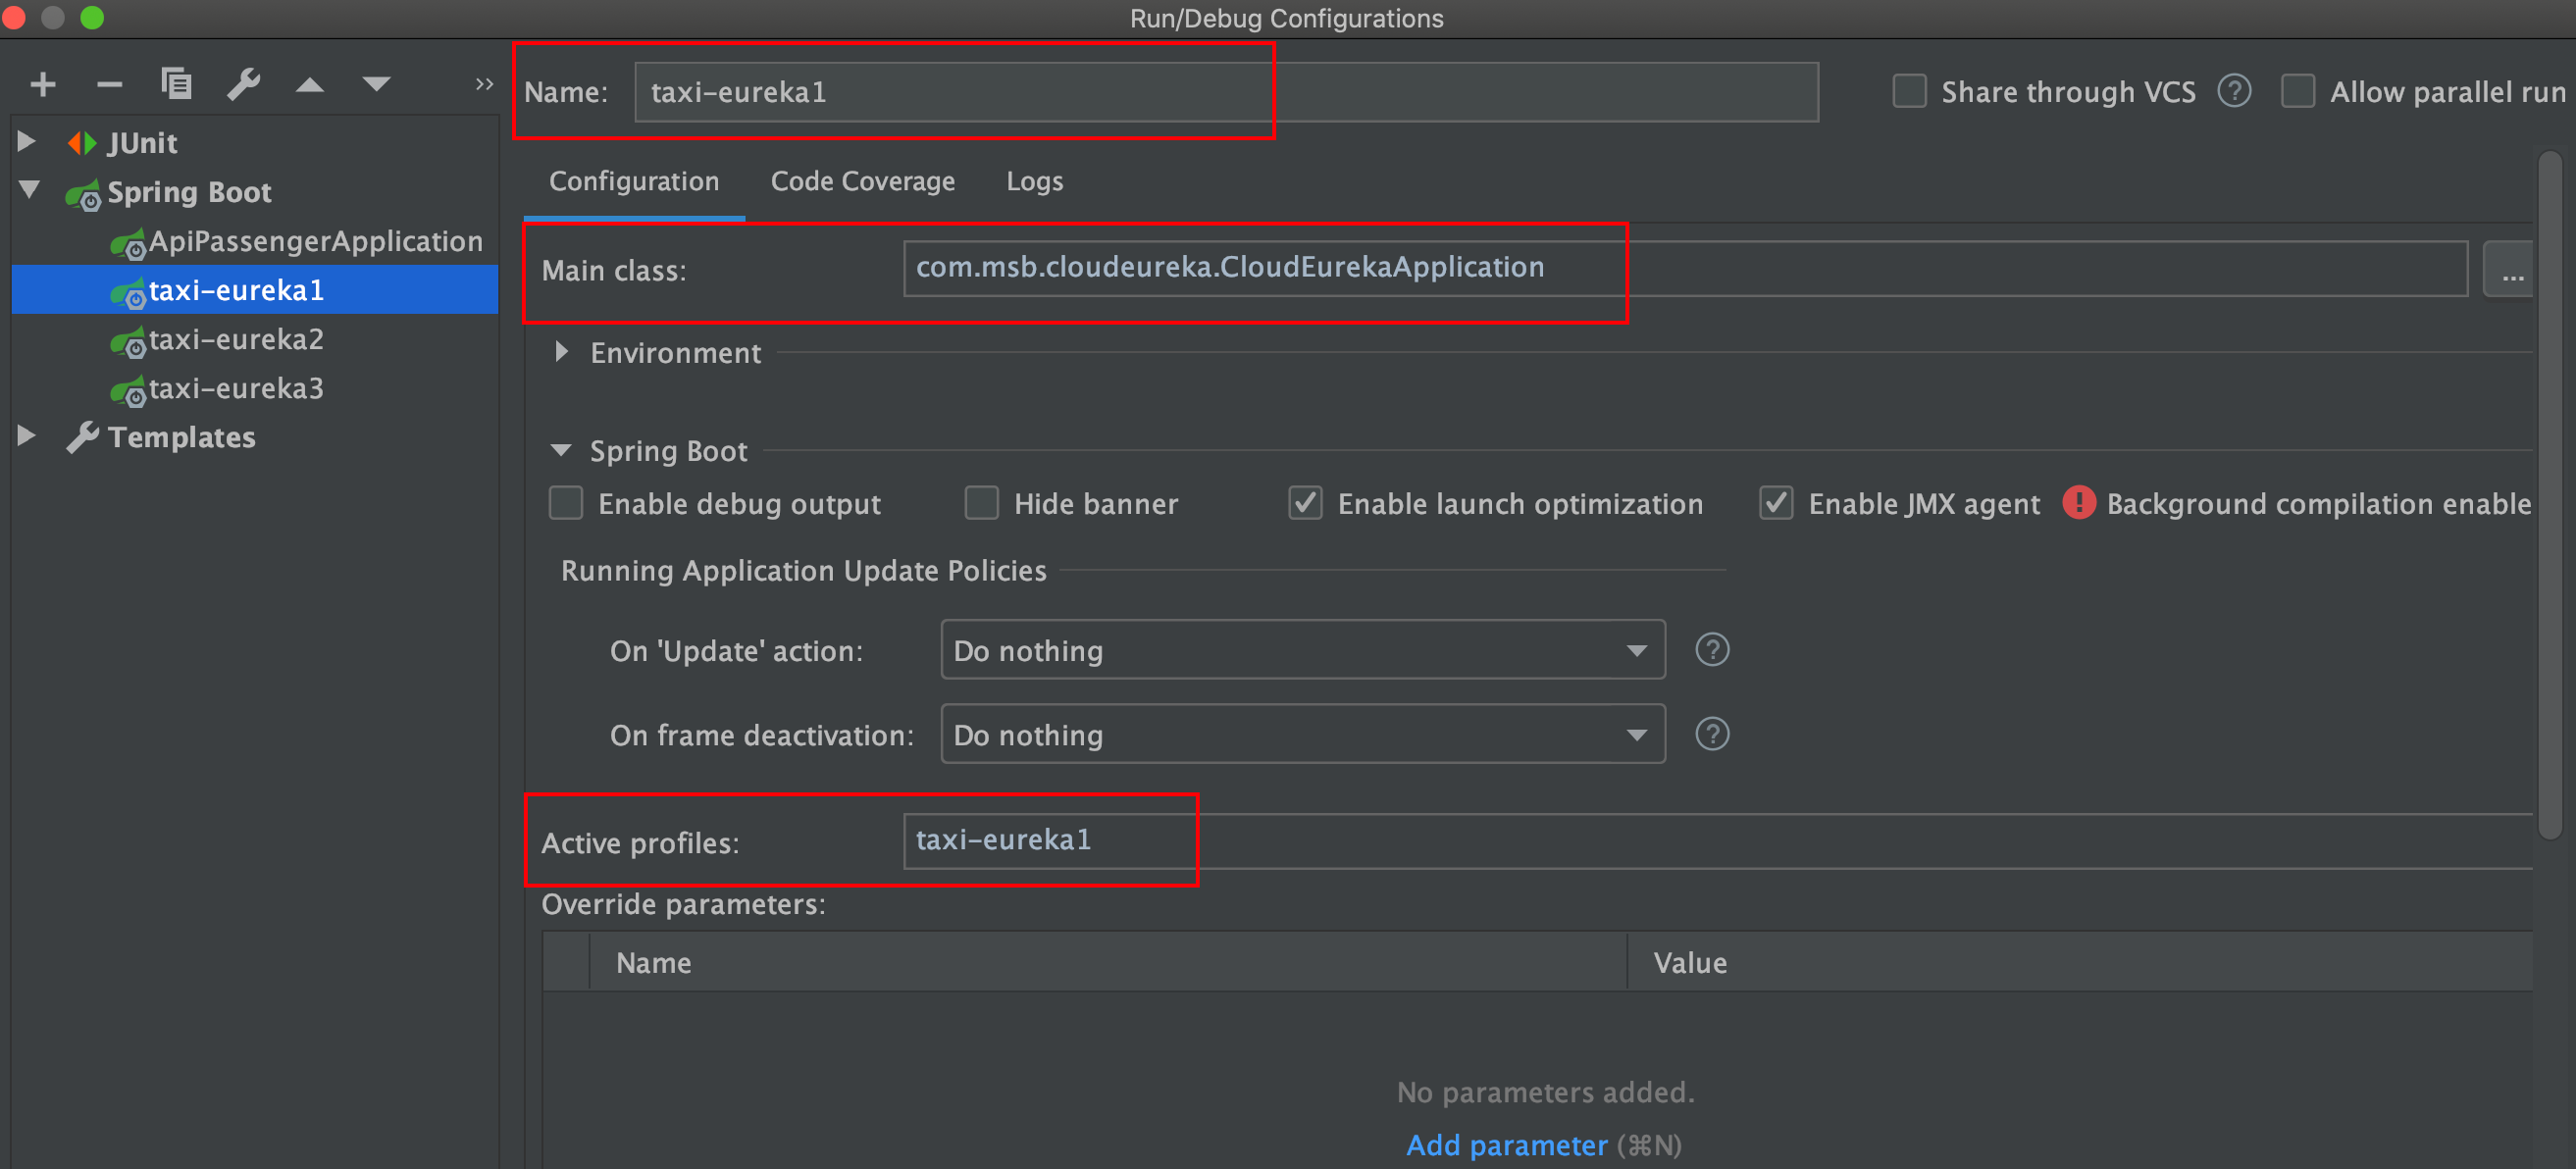 Run/Debug Configurations
Name: taxi-eureka1
Share through VCS ? Allow parallel run
JUnit
Spring Boot
ApiPassengerApplication
taxi-eureka1
taxi-eureka2
taxi-eureka3
Templates
Configuration Code Coverage Logs
Main class: com.msb.cloudeureka.CloudEurekaApplication ...
Environment
Spring Boot
Enable debug output Hide banner Enable launch optimization Enable JMX agent ! Background compilation enable
Running Application Update Policies
On 'Update' action: Do nothing ?
On frame deactivation: Do nothing ?
Active profiles: taxi-eureka1
Override parameters:
Name Value
No parameters added.
Add parameter (⌘N)